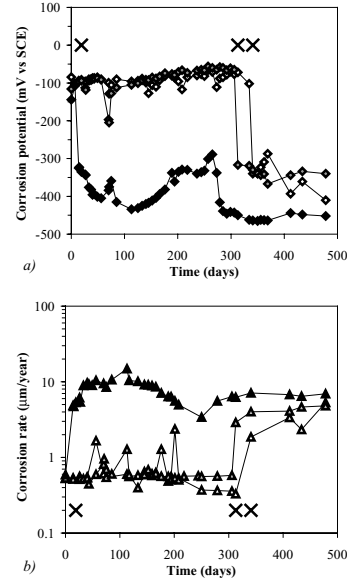 100
0
-100
-200
-300
-400
-500
Corrosion potential (mV vs SCE)
0 100 200 300 400 500
Time (days)
a)
100
10
1
0.1
Corrosion rate (μm/year)
0 100 200 300 400 500
Time (days)
b)